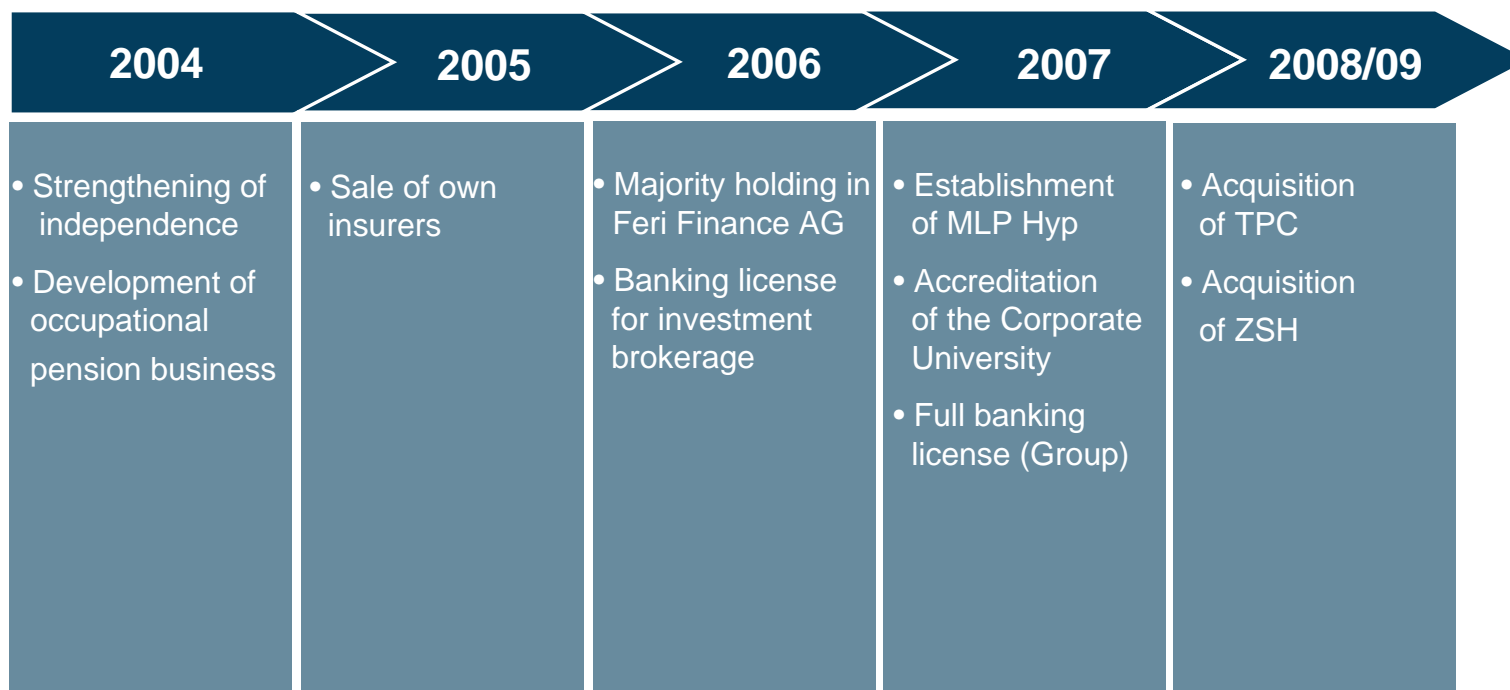 2004
2005
2006
2007
2008/09
• Strengthening of
independence
• Development of
occupational
pension business
• Sale of own
insurers
• Majority holding in
Feri Finance AG
• Banking license
for investment
brokerage
• Establishment
of MLP Hyp
• Accreditation
of the Corporate
University
• Full banking
license (Group)
• Acquisition
of TPC
• Acquisition
of ZSH